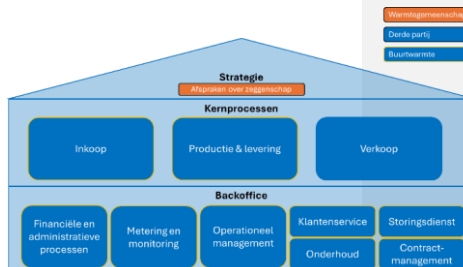 Warmtegemeenschap
Derde partij
Buurtwarmte
Strategie
Afspraken over zeggenschap
Kernprocessen
Inkoop
Productie & levering
Verkoop
Backoffice
Financiële en
administratieve
processen
Metering en
monitoring
Operationeel
management
Klantenservice
Storingsdienst
Onderhoud
Contract-
management